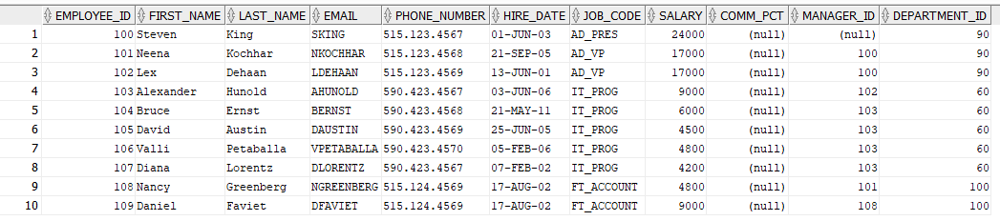 EMPLOYEE_ID FIRST_NAME LAST_NAME EMAIL PHONE_NUMBER HIRE_DATE JOB_CODE SALARY COMM_PCT MANAGER_ID DEPARTMENT_ID
1 100 Steven King SKING 515.123.4567 01-JUN-03 AD_PRES 24000 (null) (null) 90
2 101 Neena Kochhar NKOCHHAR 515.123.4568 21-SEP-05 AD_VP 17000 (null) 100 90
3 102 Lex Dehaan LDEHAAN 515.123.4569 13-JUN-01 AD_VP 17000 (null) 100 90
4 103 Alexander Hunold AHUNOLD 590.423.4567 03-JUN-06 IT_PROG 9000 (null) 102 60
5 104 Bruce Ernst BERNST 590.423.4568 21-MAY-11 IT_PROG 6000 (null) 103 60
6 105 David Austin DAUSTIN 590.423.4569 25-JUN-05 IT_PROG 4500 (null) 103 60
7 106 Valli Petaballa VPETABALLA 590.423.4570 05-FEB-06 IT_PROG 4800 (null) 103 60
8 107 Diana Lorentz DLORENTZ 590.423.4567 07-FEB-02 IT_PROG 4200 (null) 103 60
9 108 Nancy Greenberg NGREENBERG 515.124.4569 17-AUG-02 FT_ACCOUNT 4800 (null) 101 100
10 109 Daniel Faviet DFAVIET 515.124.4569 17-AUG-02 FT_ACCOUNT 9000 (null) 108 100